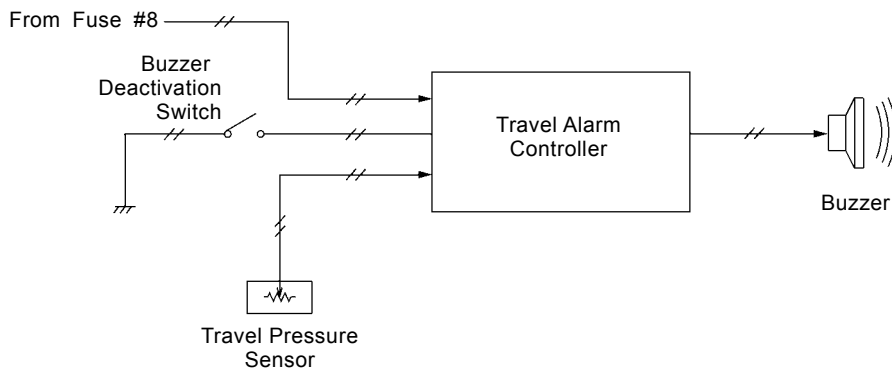 From Fuse #8
Buzzer
Deactivation
Switch
Travel Alarm
Controller
Buzzer
Travel Pressure
Sensor